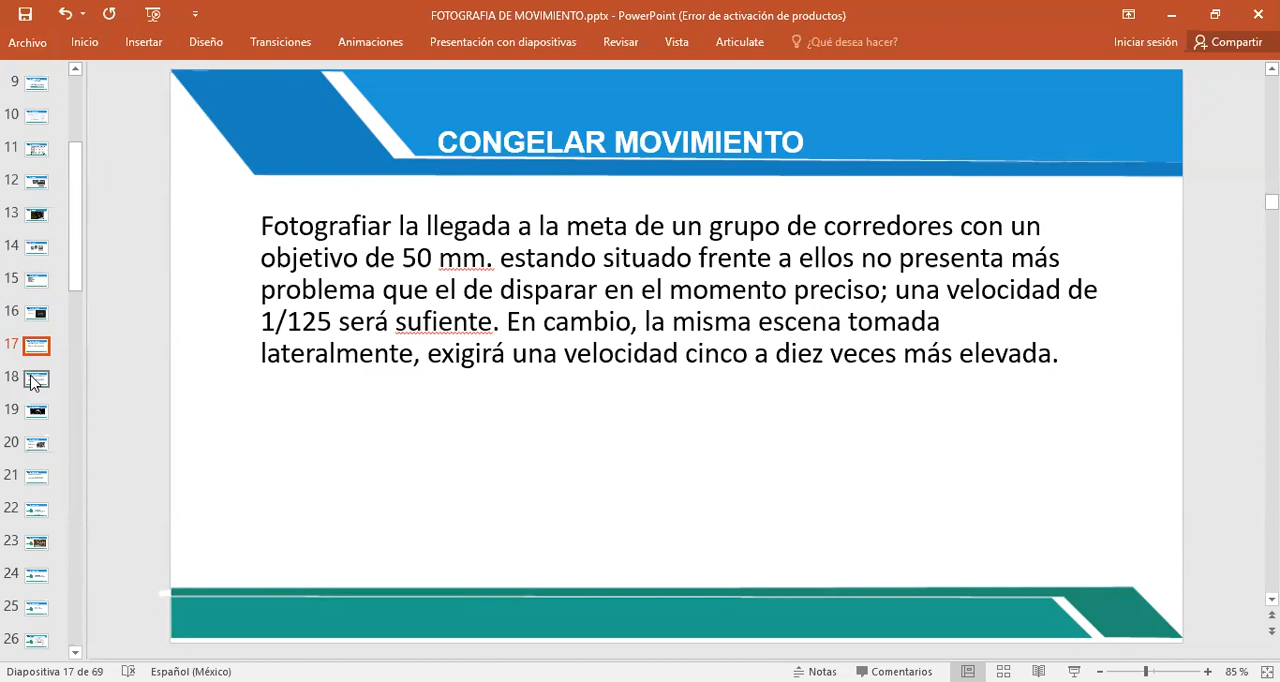 FOTOGRAFIA DE MOVIMIENTO.pptx - PowerPoint (Error de activación de productos)
Archivo Inicio Insertar Diseño Transiciones Animaciones Presentación con diapositivas Revisar Vista Articulate ¿Qué desea hacer? Iniciar sesión Compartir
9
10
11
12
13
14
15
16
17
18
19
20
21
22
23
24
25
26
CONGELAR MOVIMIENTO
Fotografiar la llegada a la meta de un grupo de corredores con un
objetivo de 50 mm. estando situado frente a ellos no presenta más
problema que el de disparar en el momento preciso; una velocidad de
1/125 será sufiente. En cambio, la misma escena tomada
lateralmente, exigirá una velocidad cinco a diez veces más elevada.
Diapositiva 17 de 69 Español (México) Notas Comentarios 85 %